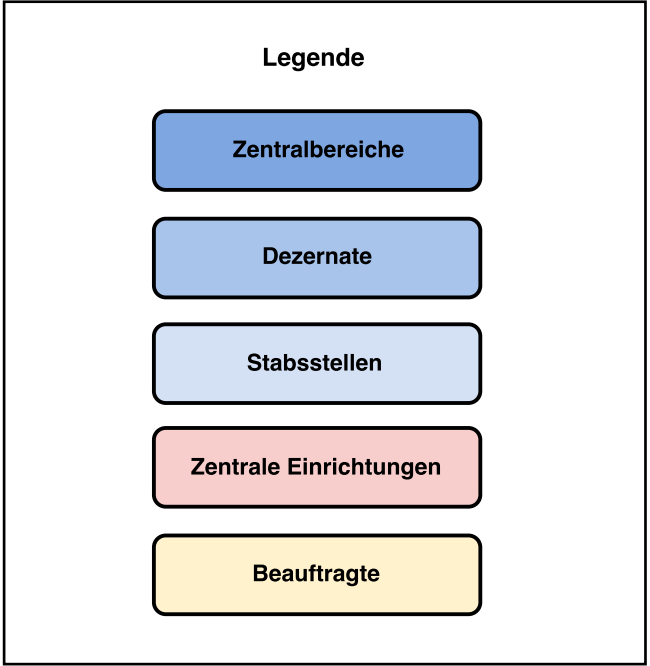 Legende
Zentralbereiche
Dezernate
Stabsstellen
Zentrale Einrichtungen
Beauftragte